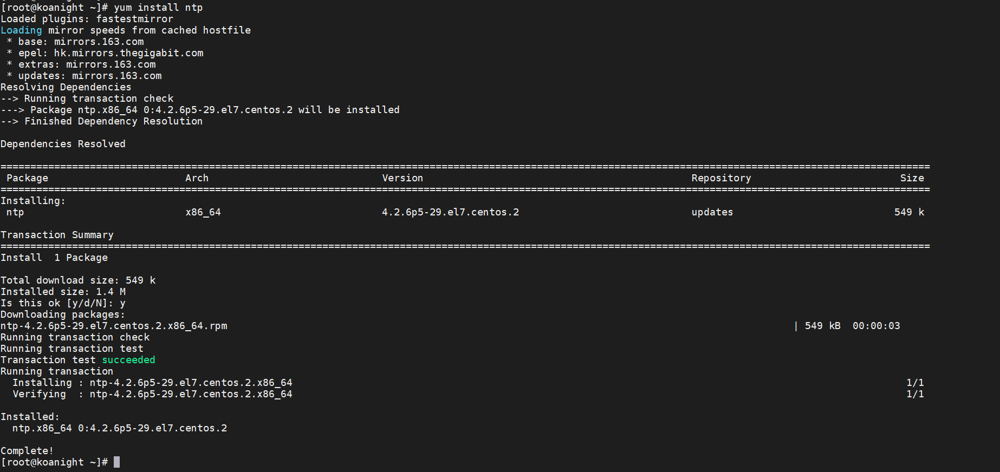 [root@koanight ~]# yum install ntp
Loaded plugins: fastestmirror
Loading mirror speeds from cached hostfile
 * base: mirrors.163.com
 * epel: hk.mirrors.thegigabit.com
 * extras: mirrors.163.com
 * updates: mirrors.163.com
Resolving Dependencies
--> Running transaction check
---> Package ntp.x86_64 0:4.2.6p5-29.el7.centos.2 will be installed
--> Finished Dependency Resolution
Dependencies Resolved
================================================================================
Package Arch Version Repository Size
================================================================================
Installing:
ntp x86_64 4.2.6p5-29.el7.centos.2 updates 549 k
Transaction Summary
================================================================================
Install  1 Package
Total download size: 549 k
Installed size: 1.4 M
Is this ok [y/d/N]: y
Downloading packages:
ntp-4.2.6p5-29.el7.centos.2.x86_64.rpm | 549 kB  00:00:03
Running transaction check
Running transaction test
Transaction test succeeded
Running transaction
  Installing : ntp-4.2.6p5-29.el7.centos.2.x86_64 1/1
  Verifying  : ntp-4.2.6p5-29.el7.centos.2.x86_64 1/1
Installed:
  ntp.x86_64 0:4.2.6p5-29.el7.centos.2
Complete!
[root@koanight ~]#